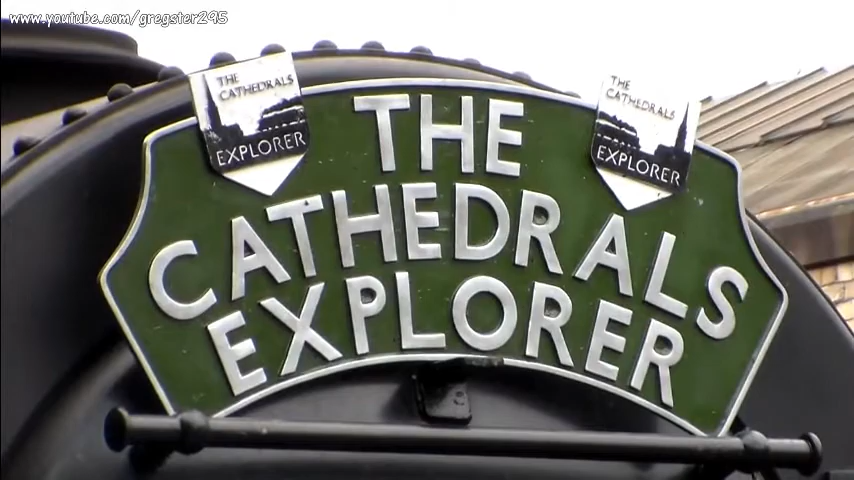 www.youtube.com/gregster295
THE
CATHEDRALS
EXPLORER
THE
CATHEDRALS
EXPLORER
THE
CATHEDRALS
EXPLORER